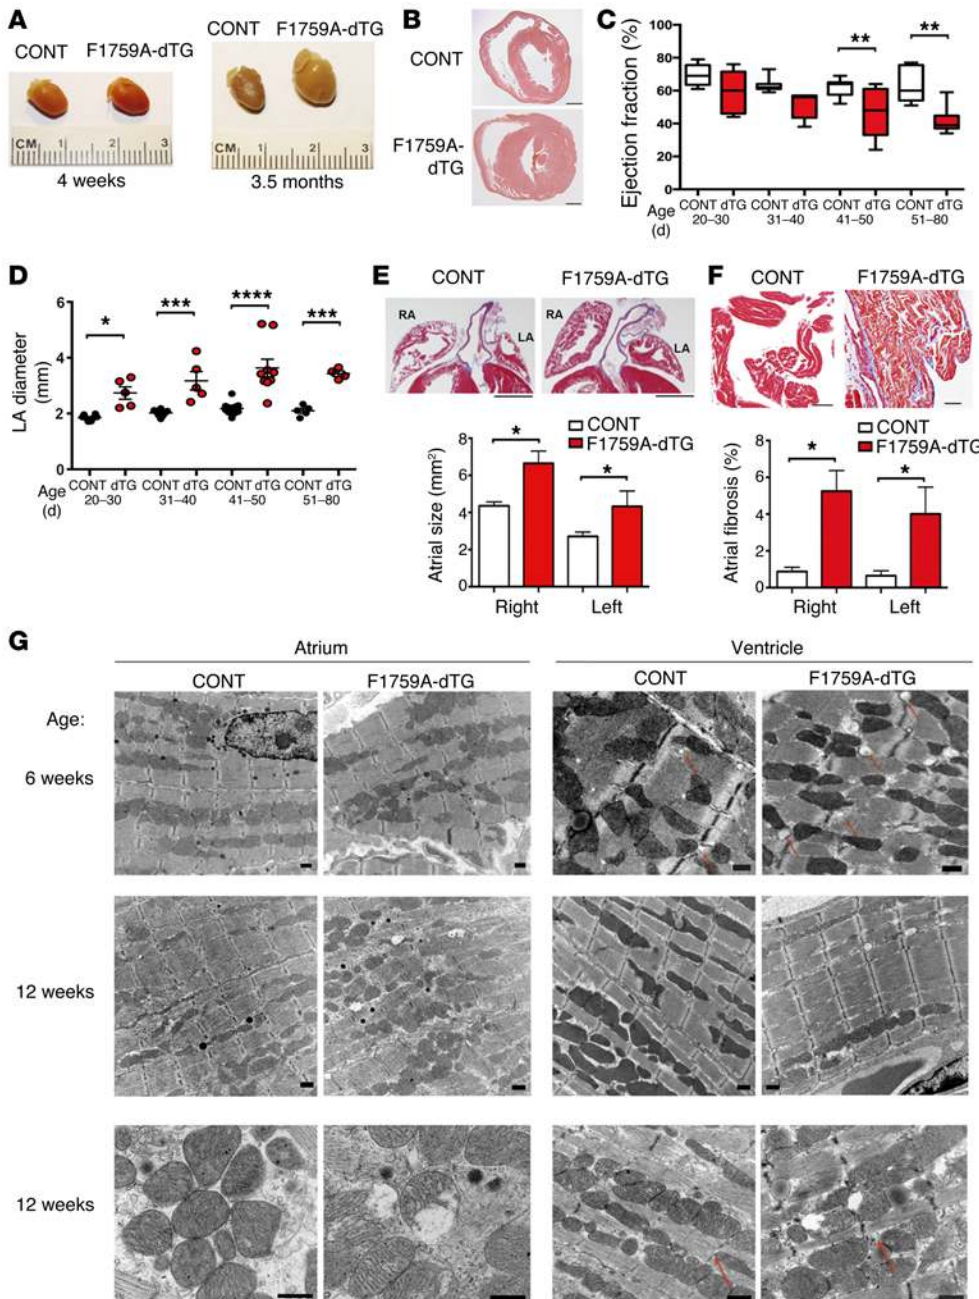 A
CONT F1759A-dTG
CM 1 2 3
4 weeks
CONT F1759A-dTG
CM 1 2 3
3.5 months
B
CONT
F1759A-
dTG
C
Ejection fraction (%)
100
80
60
40
20
0
** **
CONT dTG CONT dTG CONT dTG CONT dTG
Age
(d)
20–30 31–40 41–50 51–80
D
LA diameter
(mm)
6
4
2
0
* *** **** ***
CONT dTG CONT dTG CONT dTG CONT dTG
Age
(d)
20–30 31–40 41–50 51–80
E
CONT F1759A-dTG
RA LA RA LA
CONT
F1759A-dTG
Atrial size (mm²)
8
6
4
2
0
* *
Right Left
F
CONT F1759A-dTG
CONT
F1759A-dTG
Atrial fibrosis (%)
8
6
4
2
0
* *
Right Left
G
Atrium Ventricle
CONT F1759A-dTG CONT F1759A-dTG
Age:
6 weeks
12 weeks
12 weeks